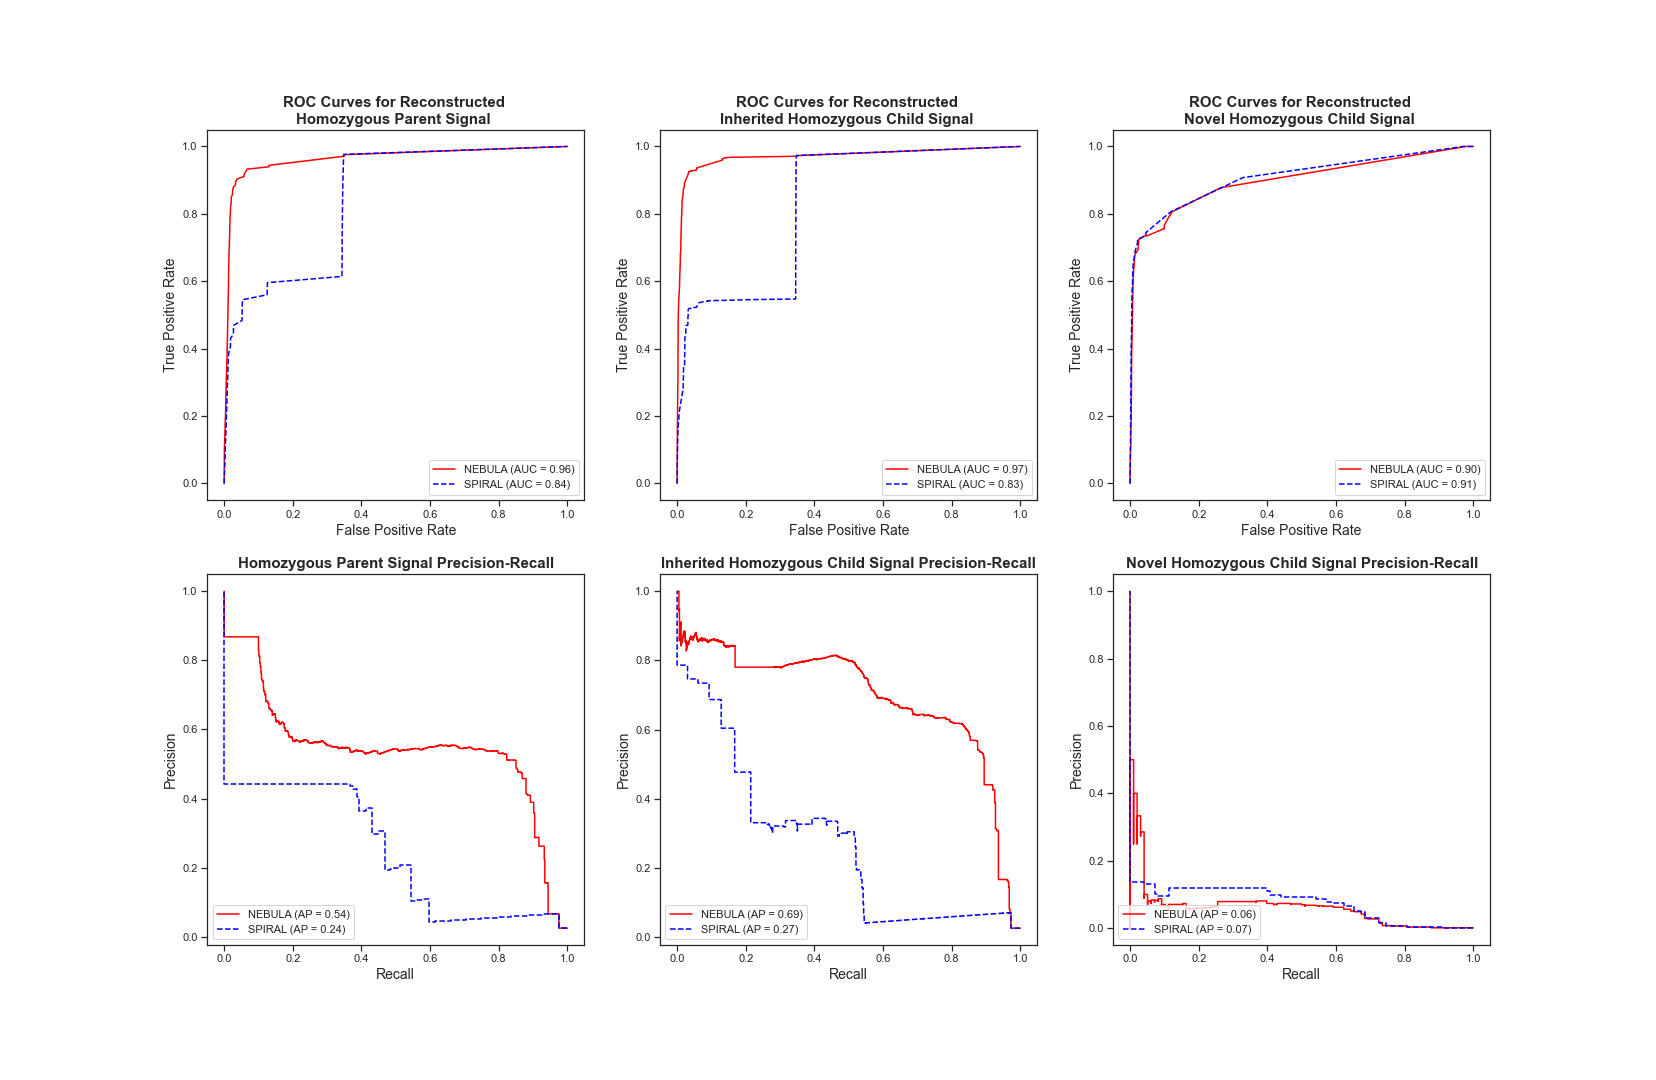 ROC Curves for Reconstructed
Homozygous Parent Signal
1.0
0.8
0.6
0.4
0.2
0.0
True Positive Rate
NEBULA (AUC = 0.96)
SPIRAL (AUC = 0.84)
0.0 0.2 0.4 0.6 0.8 1.0
False Positive Rate
ROC Curves for Reconstructed
Inherited Homozygous Child Signal
1.0
0.8
0.6
0.4
0.2
0.0
True Positive Rate
NEBULA (AUC = 0.97)
SPIRAL (AUC = 0.83)
0.0 0.2 0.4 0.6 0.8 1.0
False Positive Rate
ROC Curves for Reconstructed
Novel Homozygous Child Signal
1.0
0.8
0.6
0.4
0.2
0.0
True Positive Rate
NEBULA (AUC = 0.90)
SPIRAL (AUC = 0.91)
0.0 0.2 0.4 0.6 0.8 1.0
False Positive Rate
Homozygous Parent Signal Precision-Recall
1.0
0.8
0.6
0.4
0.2
0.0
Precision
NEBULA (AP = 0.54)
SPIRAL (AP = 0.24)
0.0 0.2 0.4 0.6 0.8 1.0
Recall
Inherited Homozygous Child Signal Precision-Recall
1.0
0.8
0.6
0.4
0.2
0.0
Precision
NEBULA (AP = 0.69)
SPIRAL (AP = 0.27)
0.0 0.2 0.4 0.6 0.8 1.0
Recall
Novel Homozygous Child Signal Precision-Recall
1.0
0.8
0.6
0.4
0.2
0.0
Precision
NEBULA (AP = 0.06)
SPIRAL (AP = 0.07)
0.0 0.2 0.4 0.6 0.8 1.0
Recall